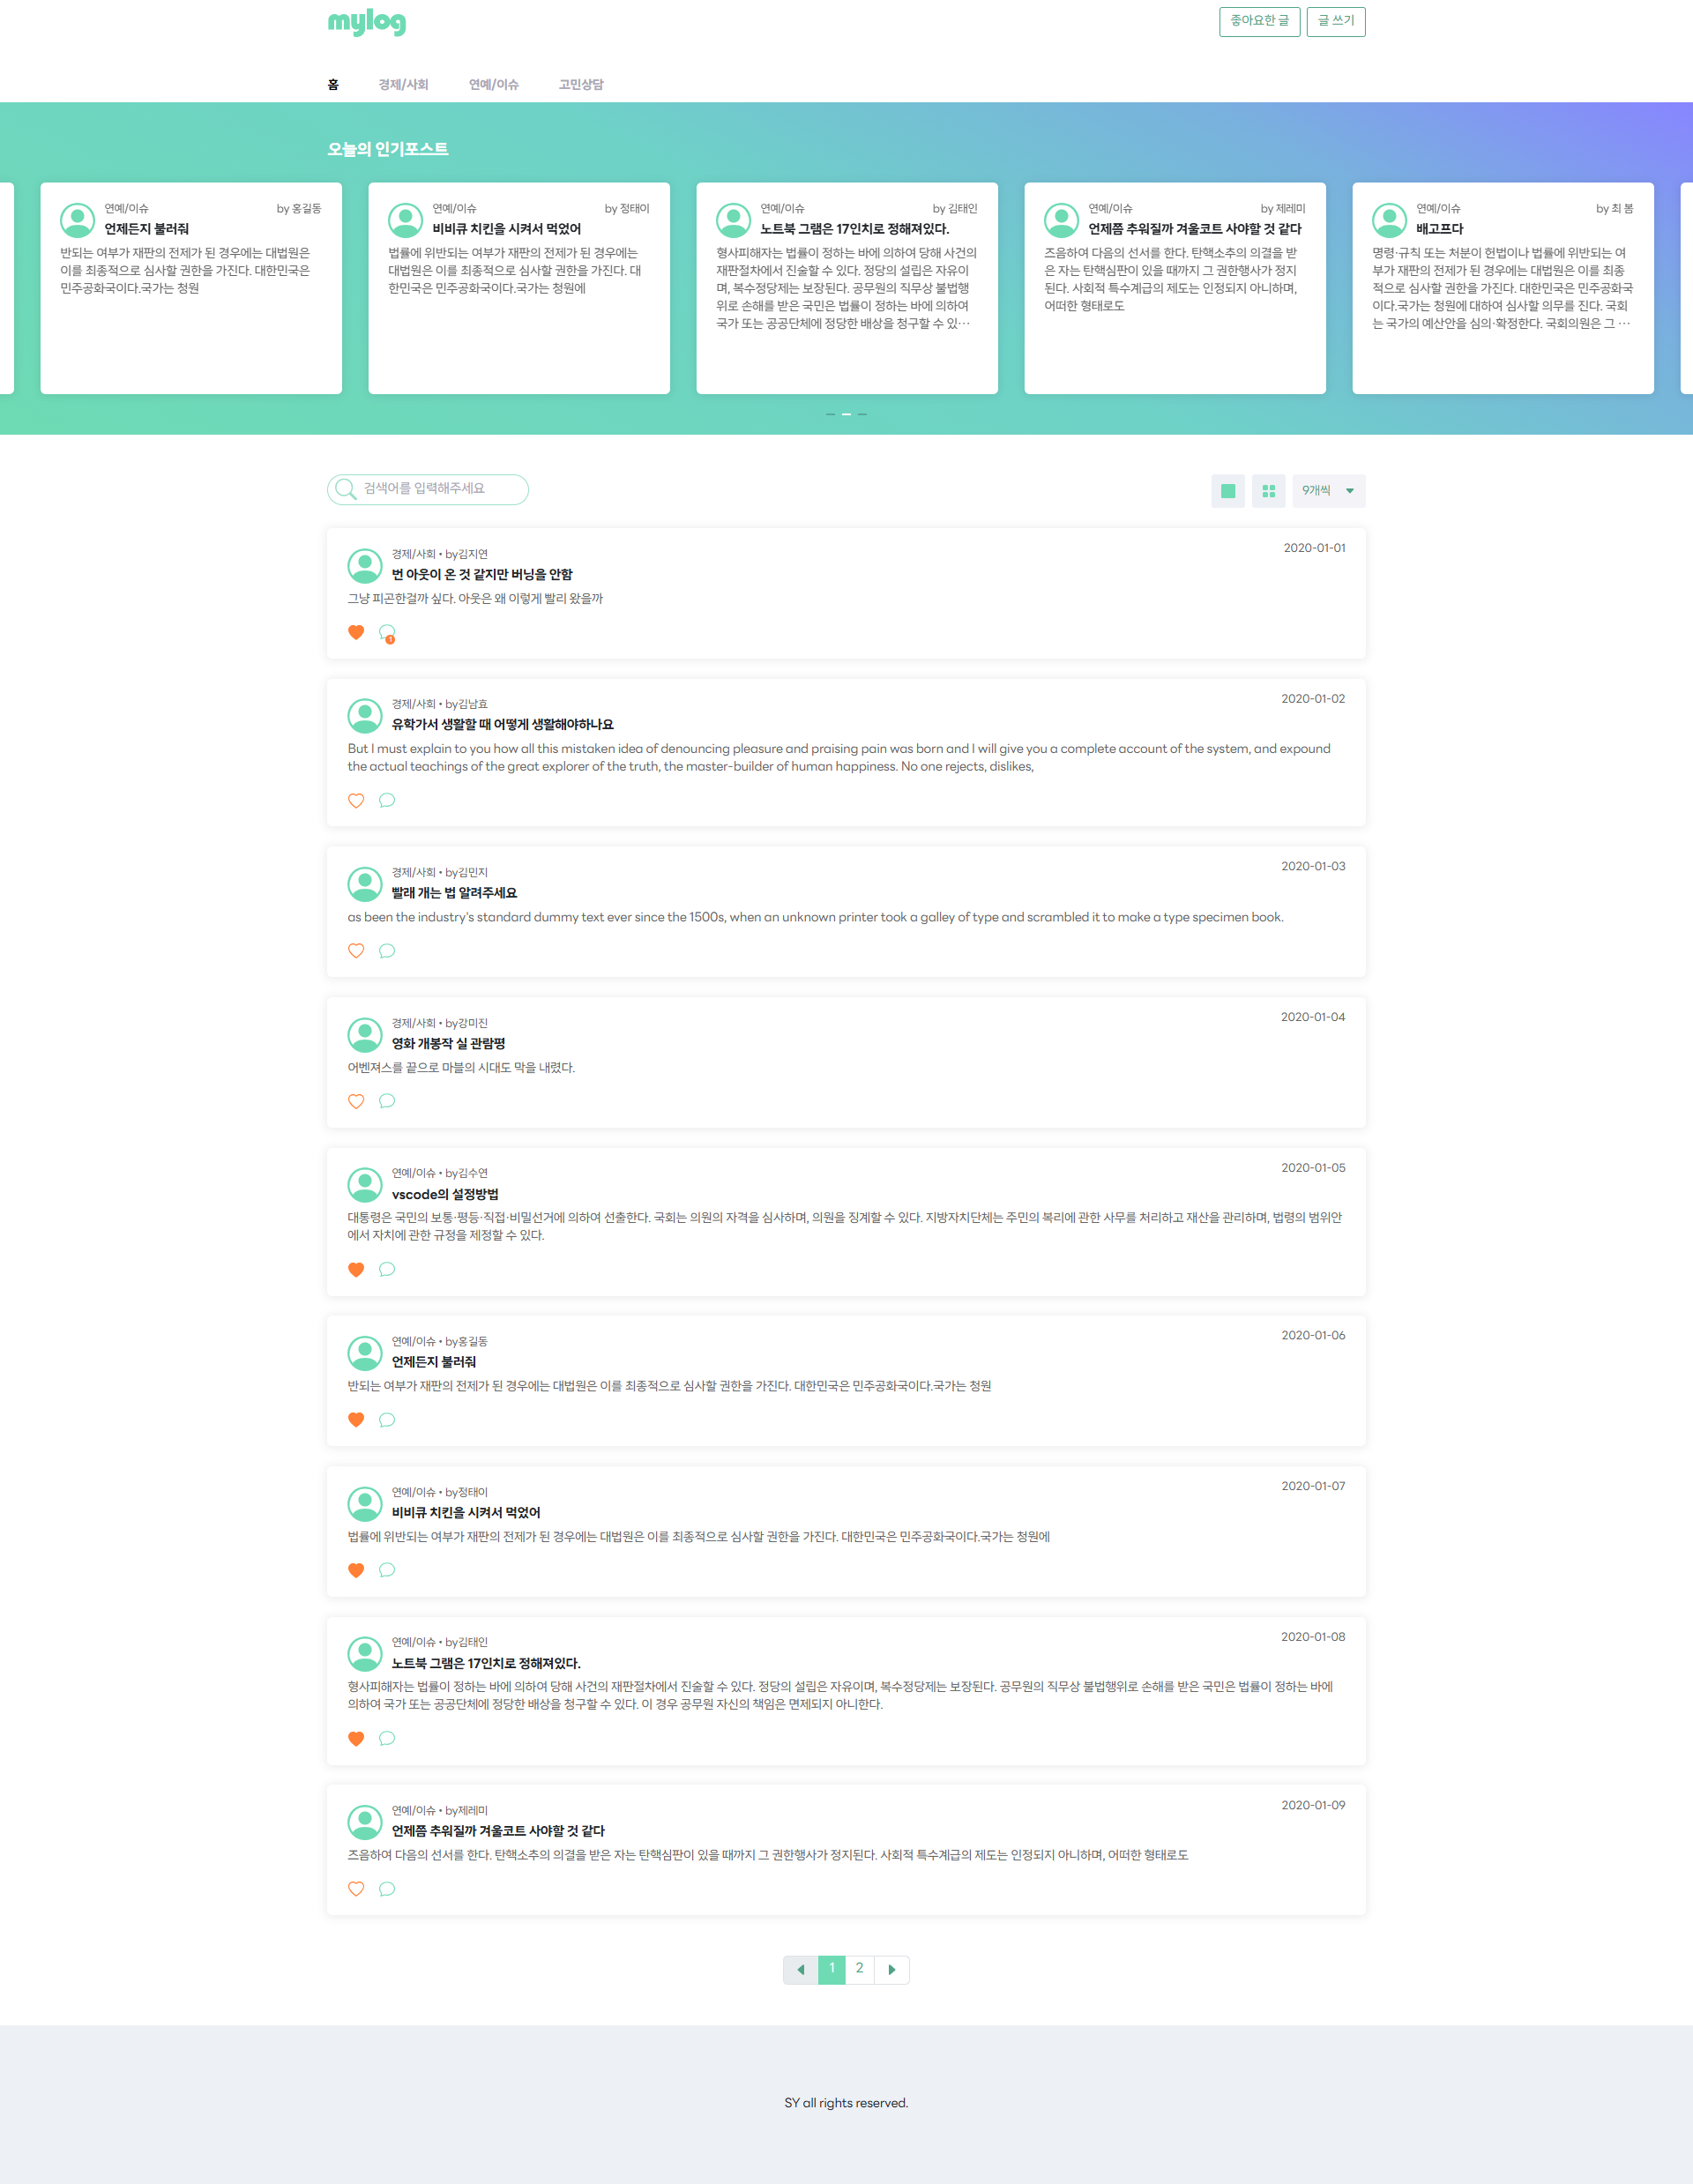 mylog
좋아요한 글
글 쓰기
홈
경제/사회
연예/이슈
고민상담
오늘의 인기포스트
연예/이슈
by 홍길동
언제든지 불러줘
반되는 여부가 재판의 전제가 된 경우에는 대법원은
이를 최종적으로 심사할 권한을 가진다. 대한민국은
민주공화국이다.국가는 청원
연예/이슈
by 정태이
비비큐 치킨을 시켜서 먹었어
법률에 위반되는 여부가 재판의 전제가 된 경우에는
대법원은 이를 최종적으로 심사할 권한을 가진다. 대
한민국은 민주공화국이다.국가는 청원에
연예/이슈
by 김태인
노트북 그램은 17인치로 정해져있다.
형사피해자는 법률이 정하는 바에 의하여 당해 사건의
재판절차에서 진술할 수 있다. 정당의 설립은 자유이
며, 복수정당제는 보장된다. 공무원의 직무상 불법행
위로 손해를 받은 국민은 법률이 정하는 바에 의하여
국가 또는 공공단체에 정당한 배상을 청구할 수 있…
연예/이슈
by 제레미
언제쯤 추워질까 겨울코트 사야할 것 같다
즈음하여 다음의 선서를 한다. 탄핵소추의 의결을 받
은 자는 탄핵심판이 있을 때까지 그 권한행사가 정지
된다. 사회적 특수계급의 제도는 인정되지 아니하며,
어떠한 형태로도
연예/이슈
by 최 봄
배고프다
명령·규칙 또는 처분이 헌법이나 법률에 위반되는 여
부가 재판의 전제가 된 경우에는 대법원은 이를 최종
적으로 심사할 권한을 가진다. 대한민국은 민주공화국
이다.국가는 청원에 대하여 심사할 의무를 진다. 국회
는 국가의 예산안을 심의·확정한다. 국회의원은 그 …
검색어를 입력해주세요
9개씩
경제/사회 • by김지연
2020-01-01
번 아웃이 온 것 같지만 버닝을 안함
그냥 피곤한걸까 싶다. 아웃은 왜 이렇게 빨리 왔을까
1
경제/사회 • by김남효
2020-01-02
유학가서 생활할 때 어떻게 생활해야하나요
But I must explain to you how all this mistaken idea of denouncing pleasure and praising pain was born and I will give you a complete account of the system, and expound
the actual teachings of the great explorer of the truth, the master-builder of human happiness. No one rejects, dislikes,
경제/사회 • by김민지
2020-01-03
빨래 개는 법 알려주세요
as been the industry's standard dummy text ever since the 1500s, when an unknown printer took a galley of type and scrambled it to make a type specimen book.
경제/사회 • by강미진
2020-01-04
영화 개봉작 실 관람평
어벤져스를 끝으로 마블의 시대도 막을 내렸다.
연예/이슈 • by김수연
2020-01-05
vscode의 설정방법
대통령은 국민의 보통·평등·직접·비밀선거에 의하여 선출한다. 국회는 의원의 자격을 심사하며, 의원을 징계할 수 있다. 지방자치단체는 주민의 복리에 관한 사무를 처리하고 재산을 관리하며, 법령의 범위안
에서 자치에 관한 규정을 제정할 수 있다.
연예/이슈 • by홍길동
2020-01-06
언제든지 불러줘
반되는 여부가 재판의 전제가 된 경우에는 대법원은 이를 최종적으로 심사할 권한을 가진다. 대한민국은 민주공화국이다.국가는 청원
연예/이슈 • by정태이
2020-01-07
비비큐 치킨을 시켜서 먹었어
법률에 위반되는 여부가 재판의 전제가 된 경우에는 대법원은 이를 최종적으로 심사할 권한을 가진다. 대한민국은 민주공화국이다.국가는 청원에
연예/이슈 • by김태인
2020-01-08
노트북 그램은 17인치로 정해져있다.
형사피해자는 법률이 정하는 바에 의하여 당해 사건의 재판절차에서 진술할 수 있다. 정당의 설립은 자유이며, 복수정당제는 보장된다. 공무원의 직무상 불법행위로 손해를 받은 국민은 법률이 정하는 바에
의하여 국가 또는 공공단체에 정당한 배상을 청구할 수 있다. 이 경우 공무원 자신의 책임은 면제되지 아니한다.
연예/이슈 • by제레미
2020-01-09
언제쯤 추워질까 겨울코트 사야할 것 같다
즈음하여 다음의 선서를 한다. 탄핵소추의 의결을 받은 자는 탄핵심판이 있을 때까지 그 권한행사가 정지된다. 사회적 특수계급의 제도는 인정되지 아니하며, 어떠한 형태로도
1
2
SY all rights reserved.